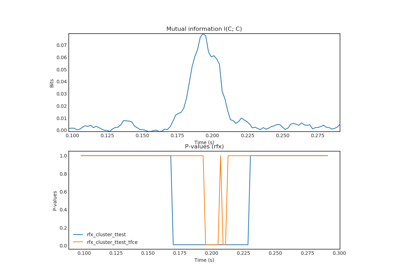 Mutual information I(C; C)
0.07
0.06
0.05
0.04
0.03
0.02
0.01
0.00
Bits
0.100 0.125 0.150 0.175 0.200 0.225 0.250 0.275 0.300
Time (s)
P-values (rfx)
1.0
0.8
0.6
0.4
0.2
0.0
P-values
rfx_cluster_ttest
rfx_cluster_ttest_tfce
0.100 0.125 0.150 0.175 0.200 0.225 0.250 0.275 0.300
Time (s)